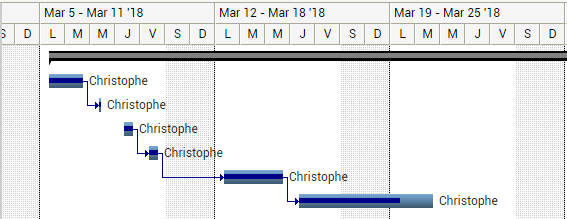 Mar 5 - Mar 11 '18 Mar 12 - Mar 18 '18 Mar 19 - Mar 25 '18
S D L M M J V S D L M M J V S D L M M J V S D
Christophe
Christophe
Christophe
Christophe
Christophe
Christophe